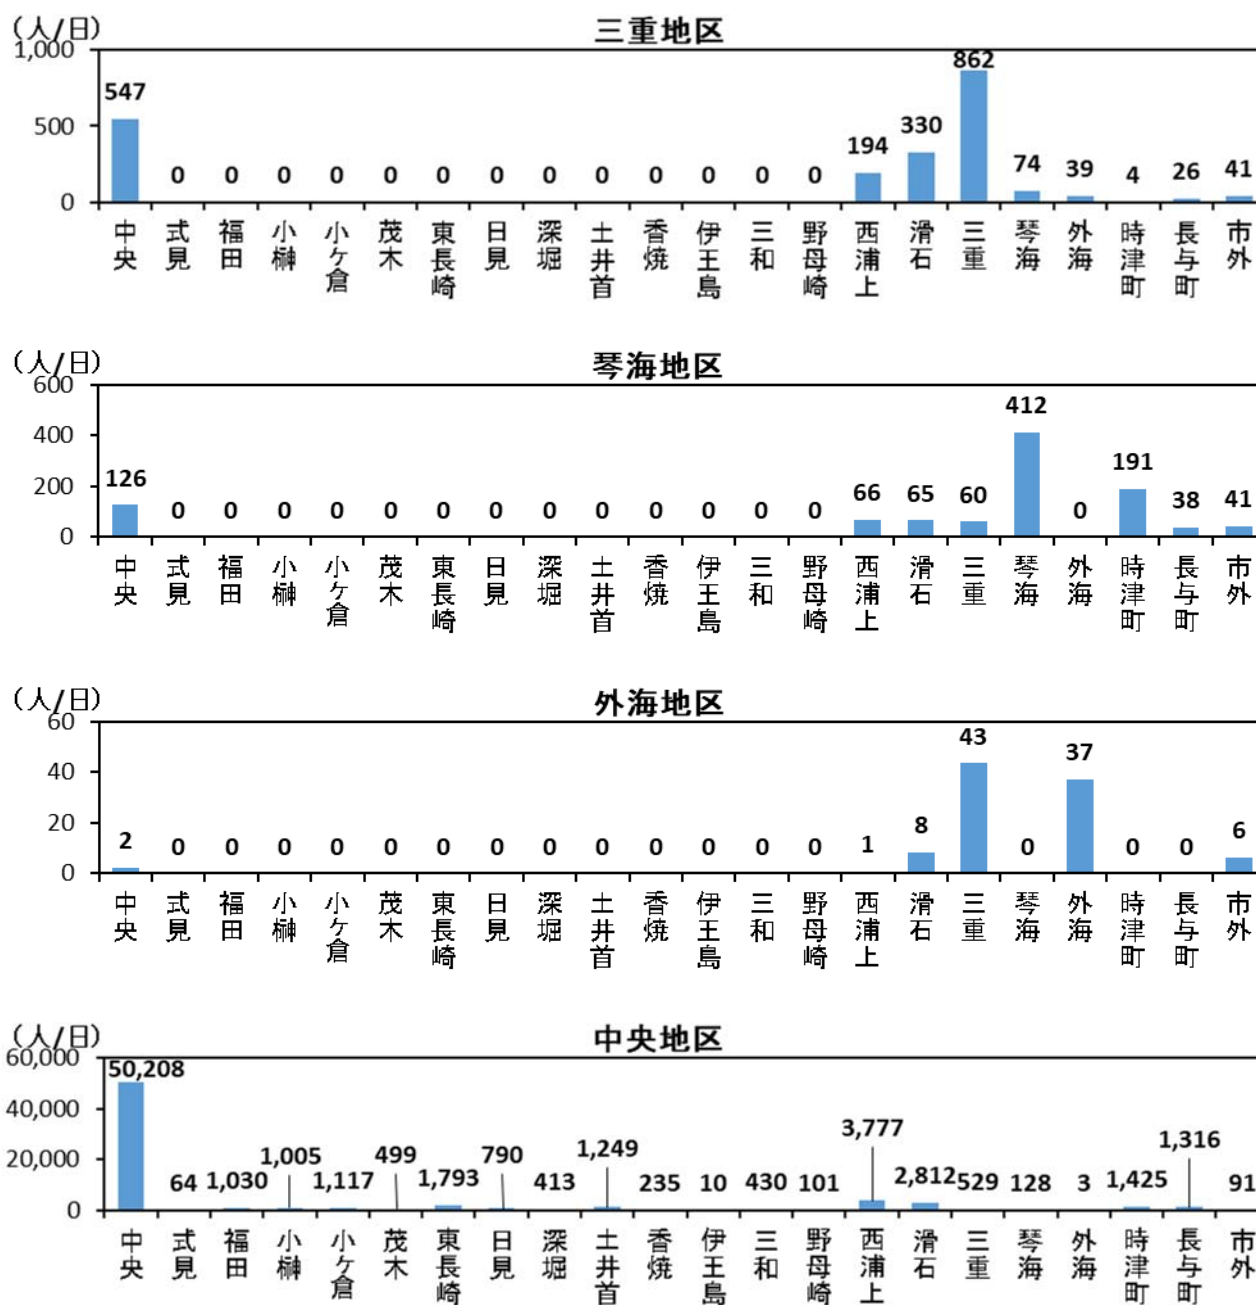 (人/日)
三重地区
1,000
500
0
547 0 0 0 0 0 0 0 0 0 0 0 0 0 194 330 862 74 39 4 26 41
中央 式見 福田 小榊 小ケ倉 茂木 東長崎 日見 深堀 土井首 香焼 伊王島 三和 野母崎 西浦上 滑石 三重 琴海 外海 時津町 長与町 市外
(人/日)
琴海地区
600
400
200
0
126 0 0 0 0 0 0 0 0 0 0 0 0 0 66 65 60 412 0 191 38 41
中央 式見 福田 小榊 小ケ倉 茂木 東長崎 日見 深堀 土井首 香焼 伊王島 三和 野母崎 西浦上 滑石 三重 琴海 外海 時津町 長与町 市外
(人/日)
外海地区
60
40
20
0
2 0 0 0 0 0 0 0 0 0 0 0 0 0 1 8 43 0 37 0 0 6
中央 式見 福田 小榊 小ケ倉 茂木 東長崎 日見 深堀 土井首 香焼 伊王島 三和 野母崎 西浦上 滑石 三重 琴海 外海 時津町 長与町 市外
(人/日)
中央地区
60,000
40,000
20,000
0
50,208 64 1,030 1,005 1,117 499 1,793 790 413 1,249 235 10 430 101 3,777 2,812 529 128 3 1,425 1,316 91
中央 式見 福田 小榊 小ケ倉 茂木 東長崎 日見 深堀 土井首 香焼 伊王島 三和 野母崎 西浦上 滑石 三重 琴海 外海 時津町 長与町 市外